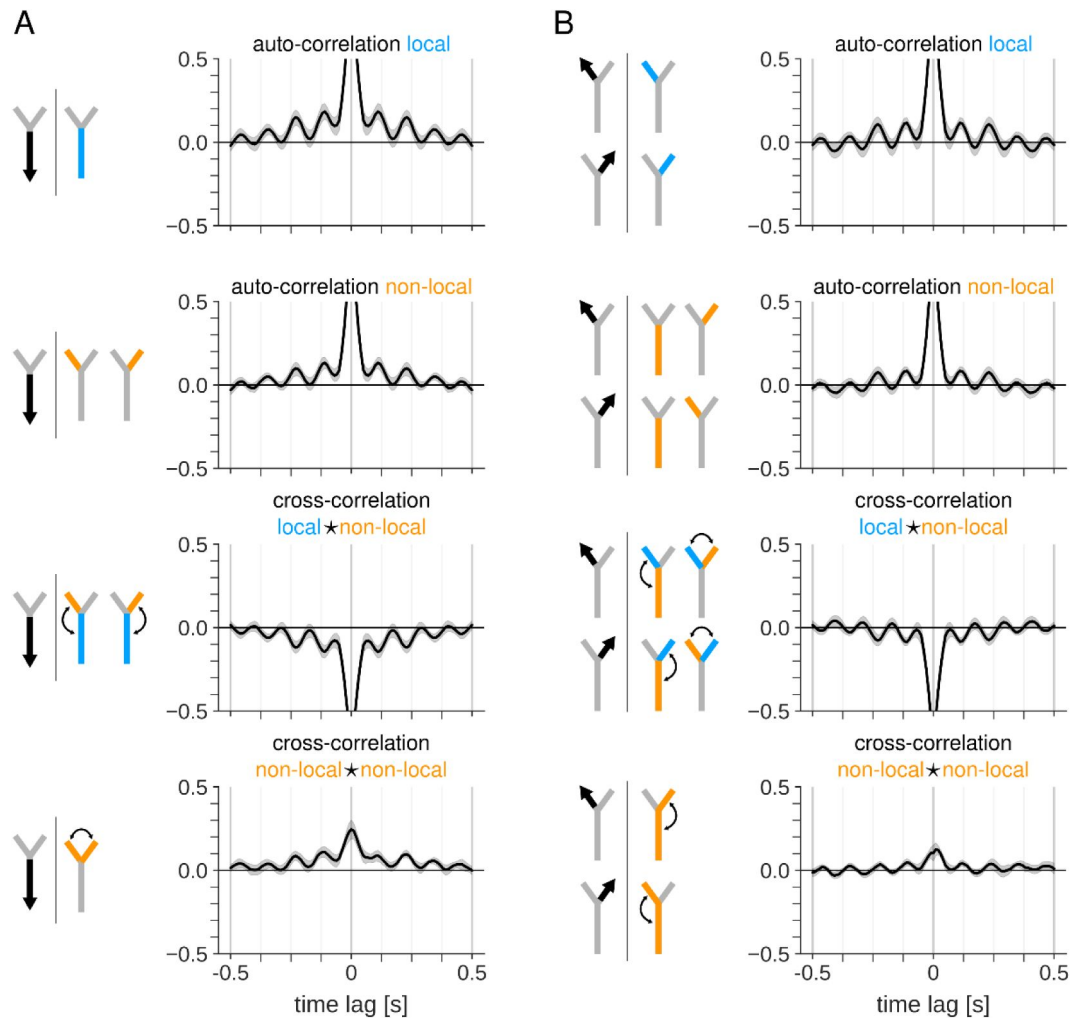 A
auto-correlation local
0.5
0.0
−0.5
auto-correlation non-local
0.5
0.0
−0.5
cross-correlation
local★non-local
0.5
0.0
−0.5
cross-correlation
non-local★non-local
0.5
0.0
−0.5
-0.5 0 0.5
time lag [s]
B
auto-correlation local
0.5
0.0
−0.5
auto-correlation non-local
0.5
0.0
−0.5
cross-correlation
local★non-local
0.5
0.0
−0.5
cross-correlation
non-local★non-local
0.5
0.0
−0.5
-0.5 0 0.5
time lag [s]